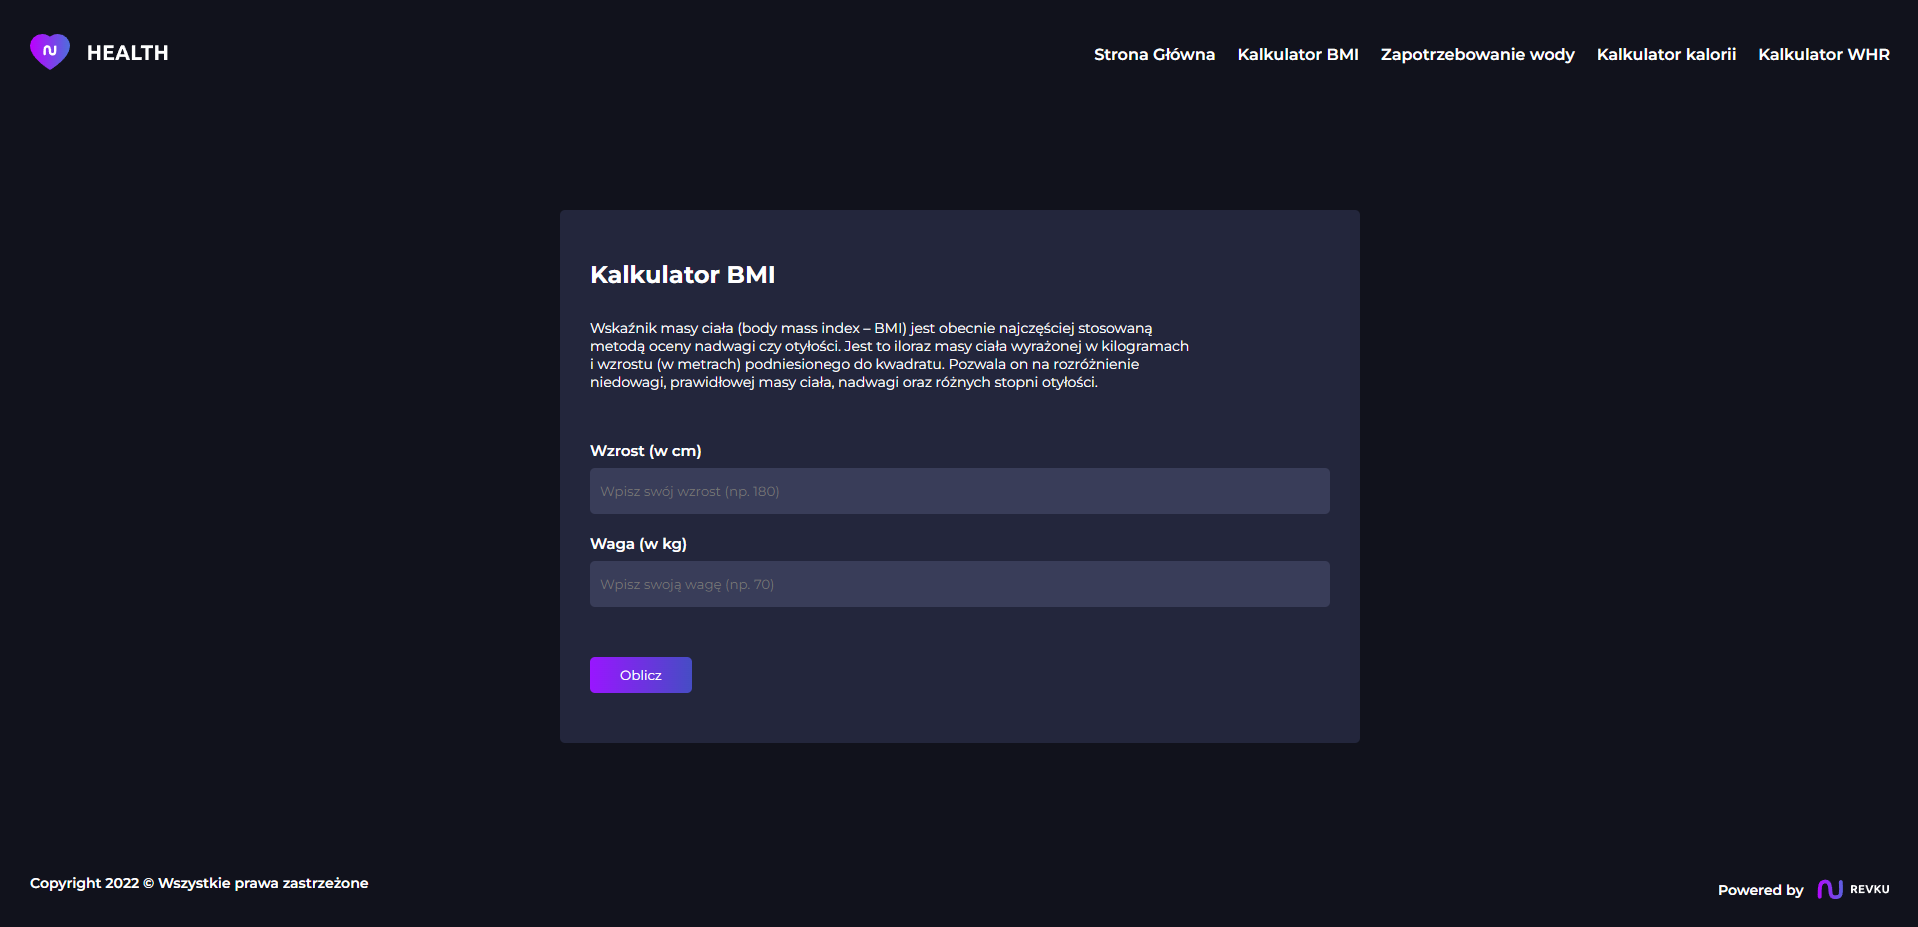 HEALTH
Strona Główna
Kalkulator BMI
Zapotrzebowanie wody
Kalkulator kalorii
Kalkulator WHR
Kalkulator BMI
Wskaźnik masy ciała (body mass index – BMI) jest obecnie najczęściej stosowaną
metodą oceny nadwagi czy otyłości. Jest to iloraz masy ciała wyrażonej w kilogramach
i wzrostu (w metrach) podniesionego do kwadratu. Pozwala on na rozróżnienie
niedowagi, prawidłowej masy ciała, nadwagi oraz różnych stopni otyłości.
Wzrost (w cm)
Wpisz swój wzrost (np. 180)
Waga (w kg)
Wpisz swoją wagę (np. 70)
Oblicz
Copyright 2022 © Wszystkie prawa zastrzeżone
Powered by REVKU